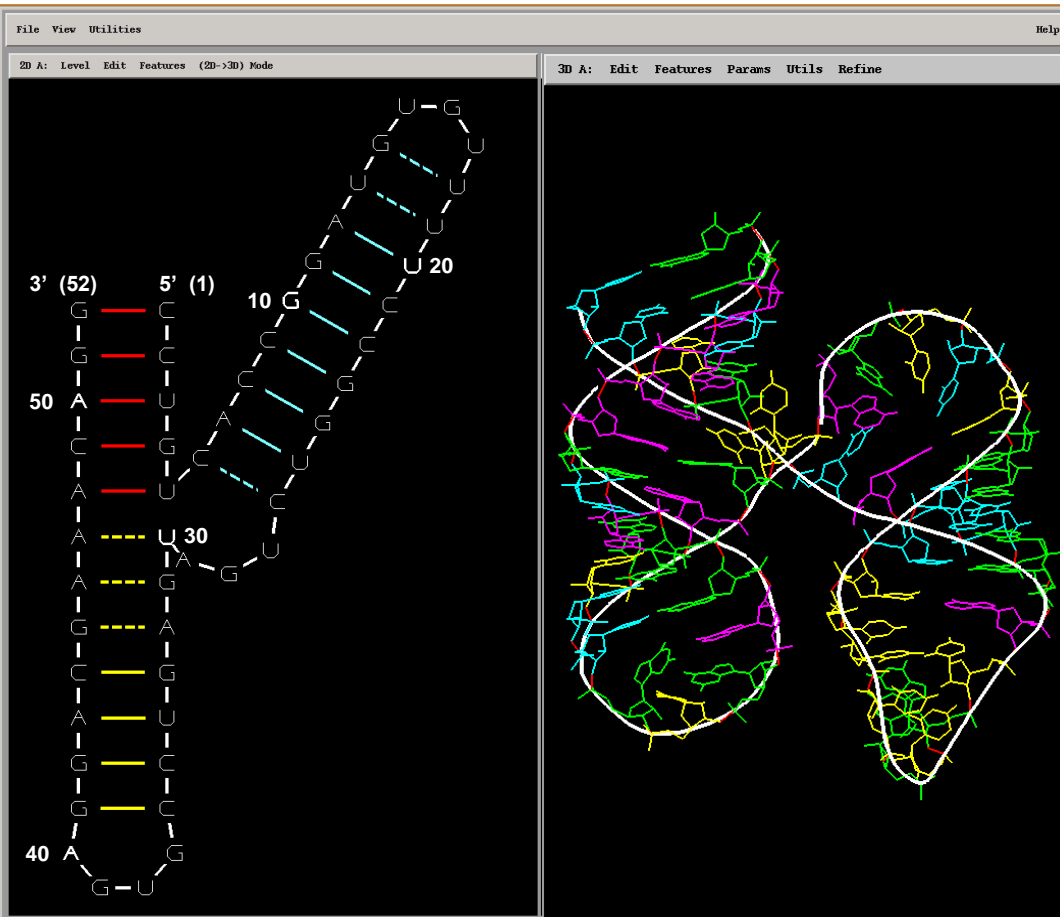 File View Utilities Help
2D A: Level Edit Features (2D->3D) Mode
3D A: Edit Features Params Utils Refine
U G
G U
U U
A U
G U 20
3' (52) 5' (1)
10 G C
G C
C C
G C
C G
50 A U
A G
C G
C U
A U
C
A U 30
A U
A G G
G A
C G
A U
G C
G C
40 A G
G U